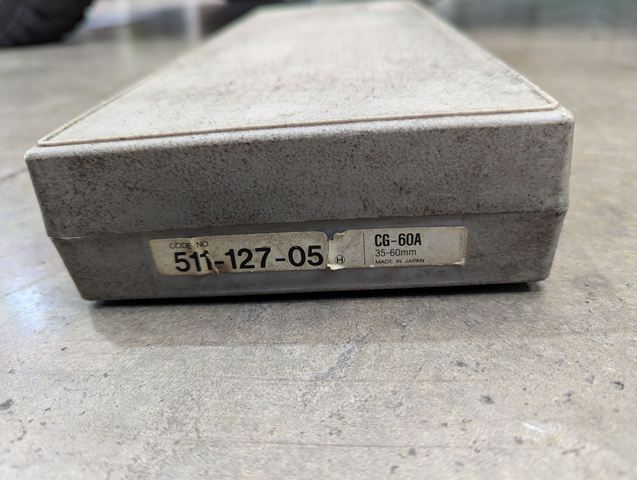 CODE NO.
511-127-05
H
CG-60A
35-60mm
MADE IN JAPAN